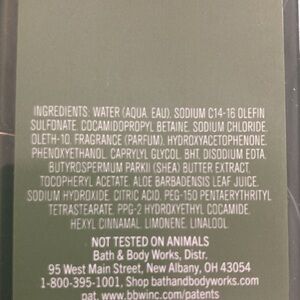 INGREDIENTS: WATER (AQUA, EAU), SODIUM C14-16 OLEFIN
SULFONATE, COCAMIDOPROPYL BETAINE, SODIUM CHLORIDE,
OLETH-10, FRAGRANCE (PARFUM), HYDROXYACETOPHENONE,
PHENOXYETHANOL, CAPRYLYL GLYCOL, BHT, DISODIUM EDTA,
BUTYROSPERMUM PARKII (SHEA) BUTTER EXTRACT,
TOCOPHERYL ACETATE, ALOE BARBADENSIS LEAF JUICE,
SODIUM HYDROXIDE, CITRIC ACID, PEG-150 PENTAERYTHRITYL
TETRASTEARATE, PPG-2 HYDROXYETHYL COCAMIDE,
HEXYL CINNAMAL, LIMONENE, LINALOOL.
NOT TESTED ON ANIMALS
Bath & Body Works, Distr.
95 West Main Street, New Albany, OH 43054
1-800-395-1001, Shop bathandbodyworks.com
pat. www.bbwinc.com/patents